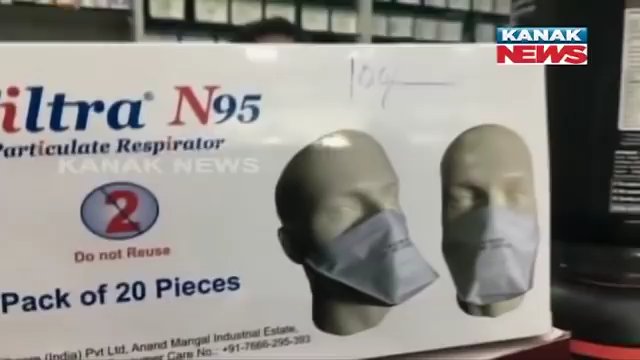 KANAK
NEWS
109
iltra® N95
Particulate Respirator
KANAK NEWS
2
Do not Reuse
Pack of 20 Pieces
(India) Pvt Ltd, Anand Mangal Industrial Estate,
Care No.: +91-7666-295-393